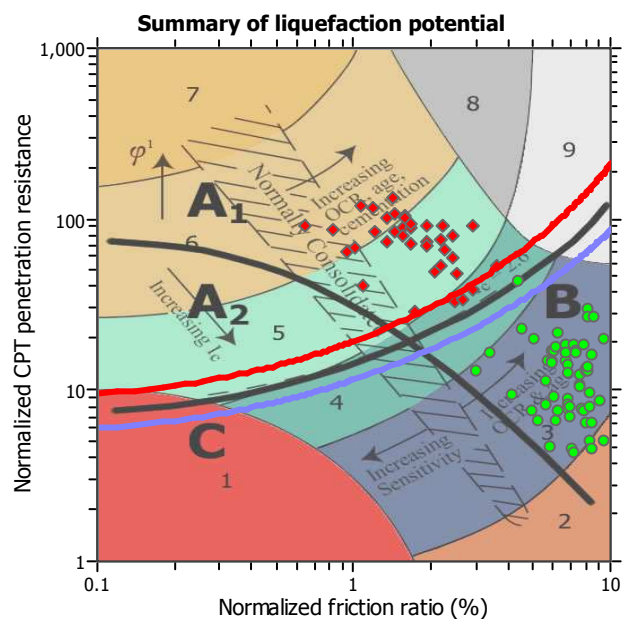 Summary of liquefaction potential
1,000
7
8
9
φ¹
Increasing
OCR, age,
cementation
Normalized CPT penetration resistance
A1
Normally Consolidated
100
6
Increasing Ic
A2
5
B
10
4
Increasing
OCR & age
3
C
Increasing
Sensitivity
1
2
1
0.1
1
10
Normalized friction ratio (%)